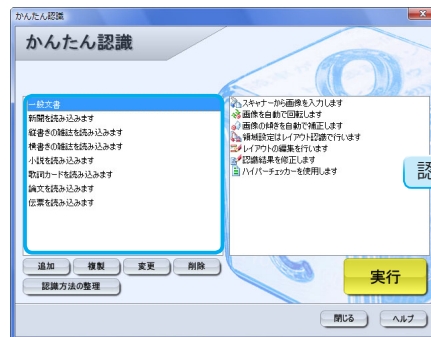 かんたん認識
かんたん認識
一般文書
新聞を読み込みます
縦書きの雑誌を読み込みます
横書きの雑誌を読み込みます
小説を読み込みます
歌詞カードを読み込みます
論文を読み込みます
伝票を読み込みます
スキャナーから画像を入力します
画像を自動で回転します
画像の傾きを自動で補正します
領域設定はレイアウト認識で行います
レイアウトの編集を行います
認識結果を修正します
ハイパーチェッカーを使用します
認
追加
複製
変更
削除
認識方法の整理
実行
閉じる
ヘルプ